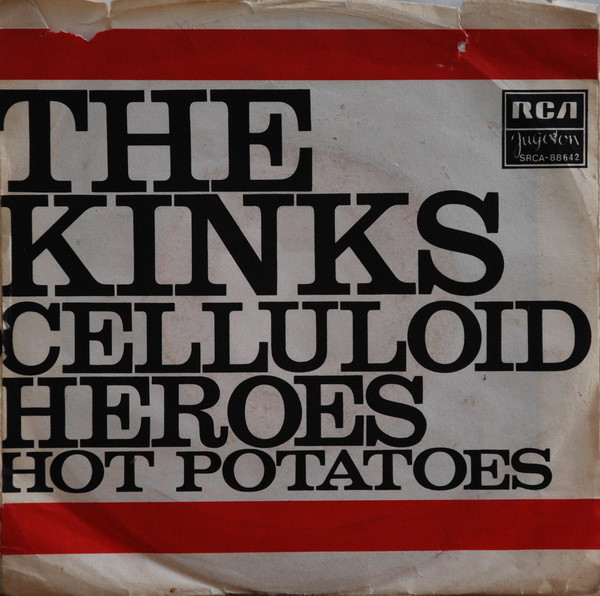 THE
KINKS
CELLULOID
HEROES
HOT POTATOES
RCA
Jugoton
SRCA-88642